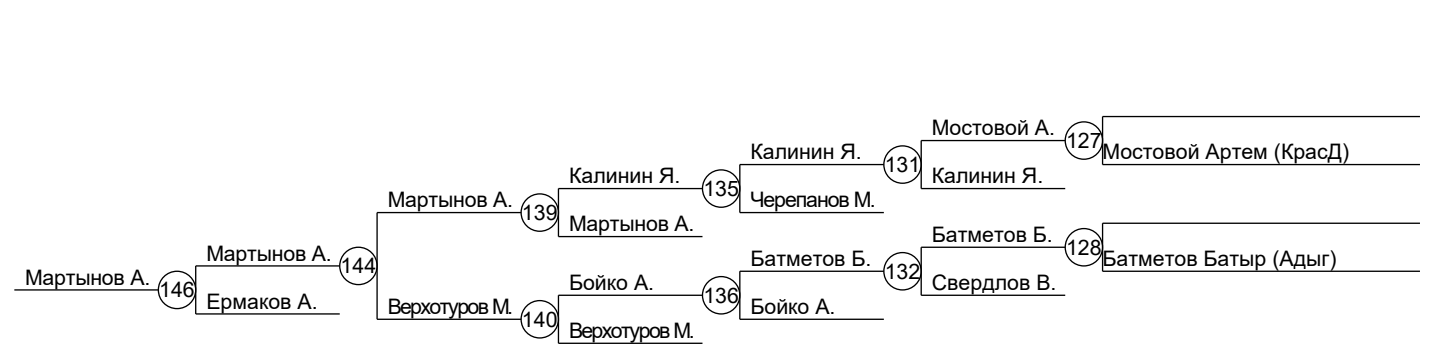 Мостовой А.
127
Мостовой Артем (КрасД)
Калинин Я.
131
Калинин Я.
Калинин Я.
135
Черепанов М.
Мартынов А.
139
Мартынов А.
Батметов Б.
128
Батметов Батыр (Адыг)
Мартынов А.
144
Батметов Б.
132
Свердлов В.
Мартынов А.
146
Ермаков А.
Бойко А.
136
Бойко А.
Верхотуров М.
140
Верхотуров М.